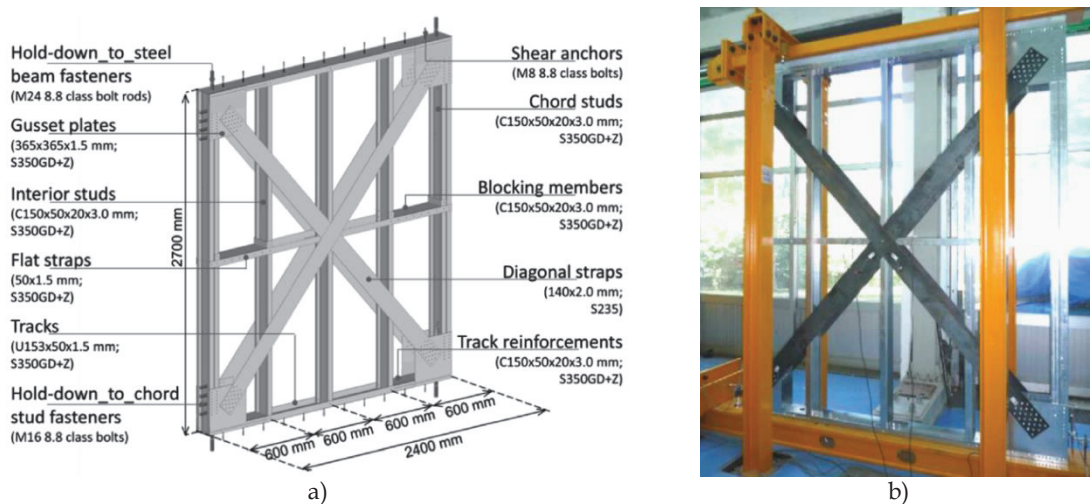 Hold-down_to_steel
beam fasteners
(M24 8.8 class bolt rods)
Gusset plates
(365x365x1.5 mm;
S350GD+Z)
Interior studs
(C150x50x20x3.0 mm;
S350GD+Z)
Flat straps
(50x1.5 mm;
S350GD+Z)
Tracks
(U153x50x1.5 mm;
S350GD+Z)
Hold-down_to_chord
stud fasteners
(M16 8.8 class bolts)
2700 mm
Shear anchors
(M8 8.8 class bolts)
Chord studs
(C150x50x20x3.0 mm;
S350GD+Z)
Blocking members
(C150x50x20x3.0 mm;
S350GD+Z)
Diagonal straps
(140x2.0 mm;
S235)
Track reinforcements
(C150x50x20x3.0 mm;
S350GD+Z)
600 mm
600 mm
600 mm
600 mm
2400 mm
a)
b)